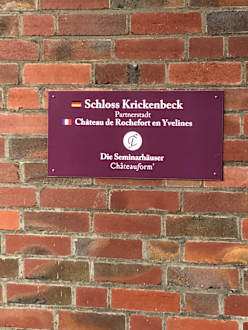 Schloss Krickenbeck
Partnerstadt
Château de Rochefort en Yvelines
Die Seminarhäuser
Châteauform'